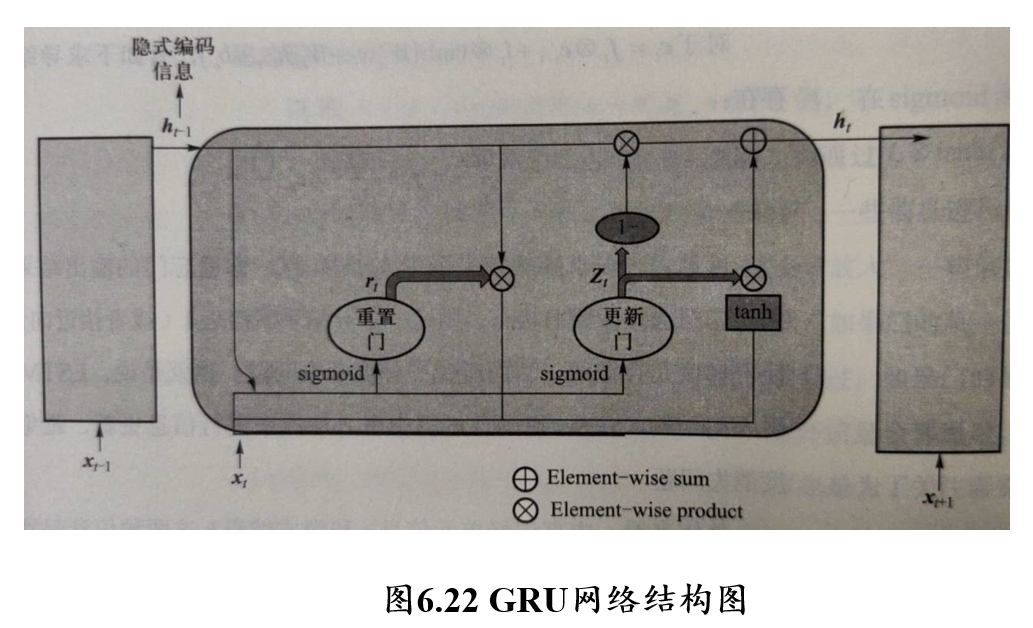 隐式编码
信息
h_{t-1}
h_t
1-
r_t
Z_t
重置
门
更新
门
tanh
sigmoid
sigmoid
x_{t-1}
x_t
x_{t+1}
⊕ Element-wise sum
⊗ Element-wise product
图6.22 GRU网络结构图